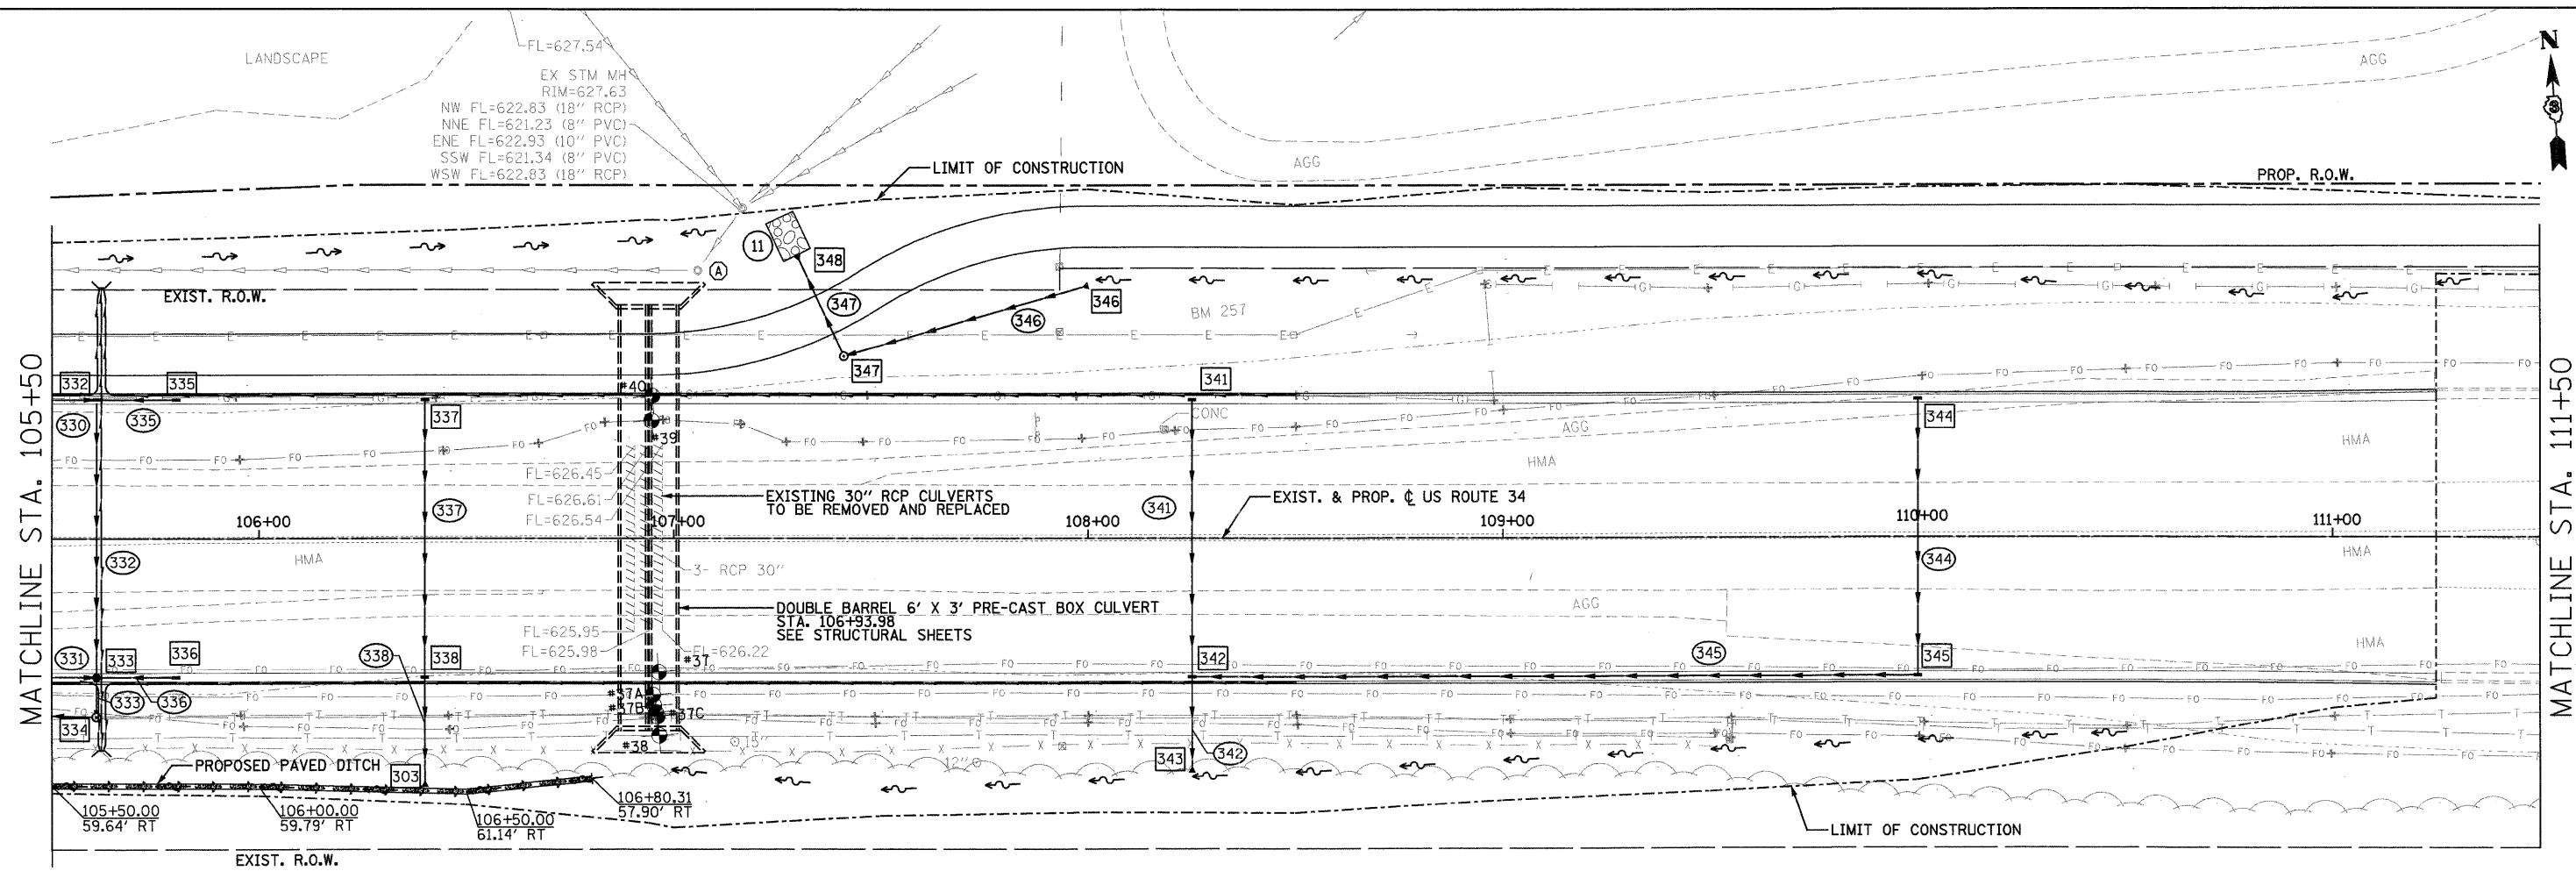 LANDSCAPE
FL=627.54
EX STM MH
RIM=627.63
NW FL=622.83 (18" RCP)
NNE FL=621.23 (8" PVC)
ENE FL=622.93 (10" PVC)
SSW FL=621.34 (8" PVC)
WSW FL=622.83 (18" RCP)
LIMIT OF CONSTRUCTION
AGG
AGG
N
3
PROP. R.O.W.
11
348
A
EXIST. R.O.W.
347
346
346
BM 257
347
MATCHLINE STA. 105+50
MATCHLINE STA. 111+50
332
335
#40
341
330
335
337
#39
CONC
344
AGG
HMA
HMA
FL=626.45
FL=626.61
FL=626.54
EXISTING 30" RCP CULVERTS
TO BE REMOVED AND REPLACED
337
341
EXIST. & PROP. ℄ US ROUTE 34
106+00
107+00
108+00
109+00
110+00
111+00
332
HMA
3- RCP 30"
344
HMA
DOUBLE BARREL 6' X 3' PRE-CAST BOX CULVERT
STA. 106+93.98
SEE STRUCTURAL SHEETS
AGG
FL=625.95
FL=625.98
FL=626.22
HMA
331
333
336
338
338
#37
342
345
345
333
336
#37A
#37B
#37C
334
#38
15"
12"
343
342
PROPOSED PAVED DITCH
303
105+50.00
59.64' RT
106+00.00
59.79' RT
106+50.00
61.14' RT
106+80.31
57.90' RT
LIMIT OF CONSTRUCTION
EXIST. R.O.W.